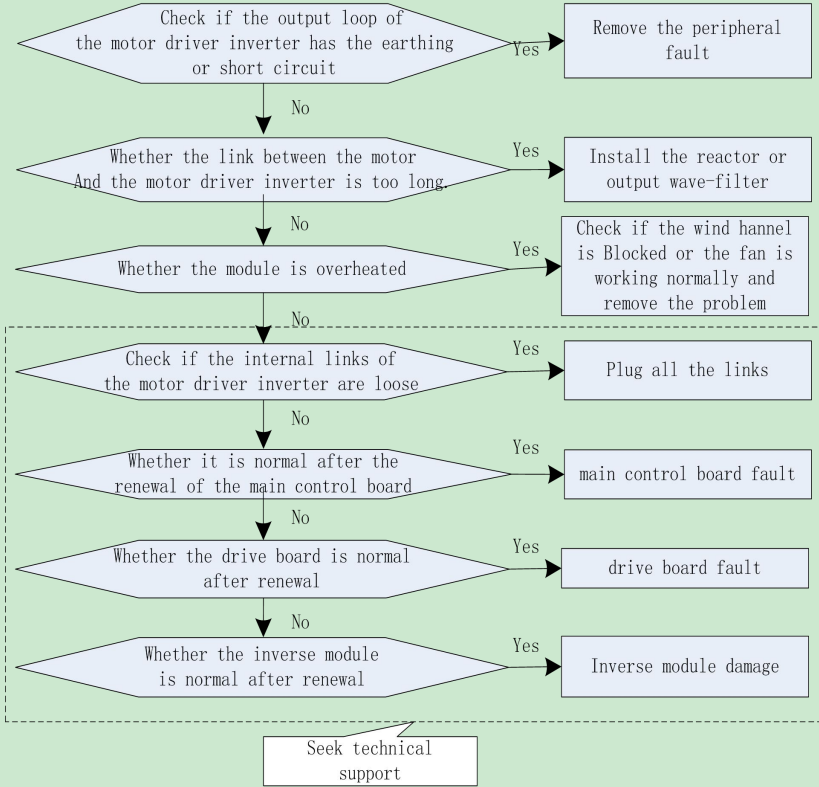 Check if the output loop of
the motor driver inverter has the earthing
or short circuit
Yes
Remove the peripheral
fault
No
Whether the link between the motor
And the motor driver inverter is too long.
Yes
Install the reactor or
output wave-filter
No
Whether the module is overheated
Yes
Check if the wind hannel
is Blocked or the fan is
working normally and
remove the problem
No
Check if the internal links of
the motor driver inverter are loose
Yes
Plug all the links
No
Whether it is normal after the
renewal of the main control board
Yes
main control board fault
No
Whether the drive board is normal
after renewal
Yes
drive board fault
No
Whether the inverse module
is normal after renewal
Yes
Inverse module damage
Seek technical
support